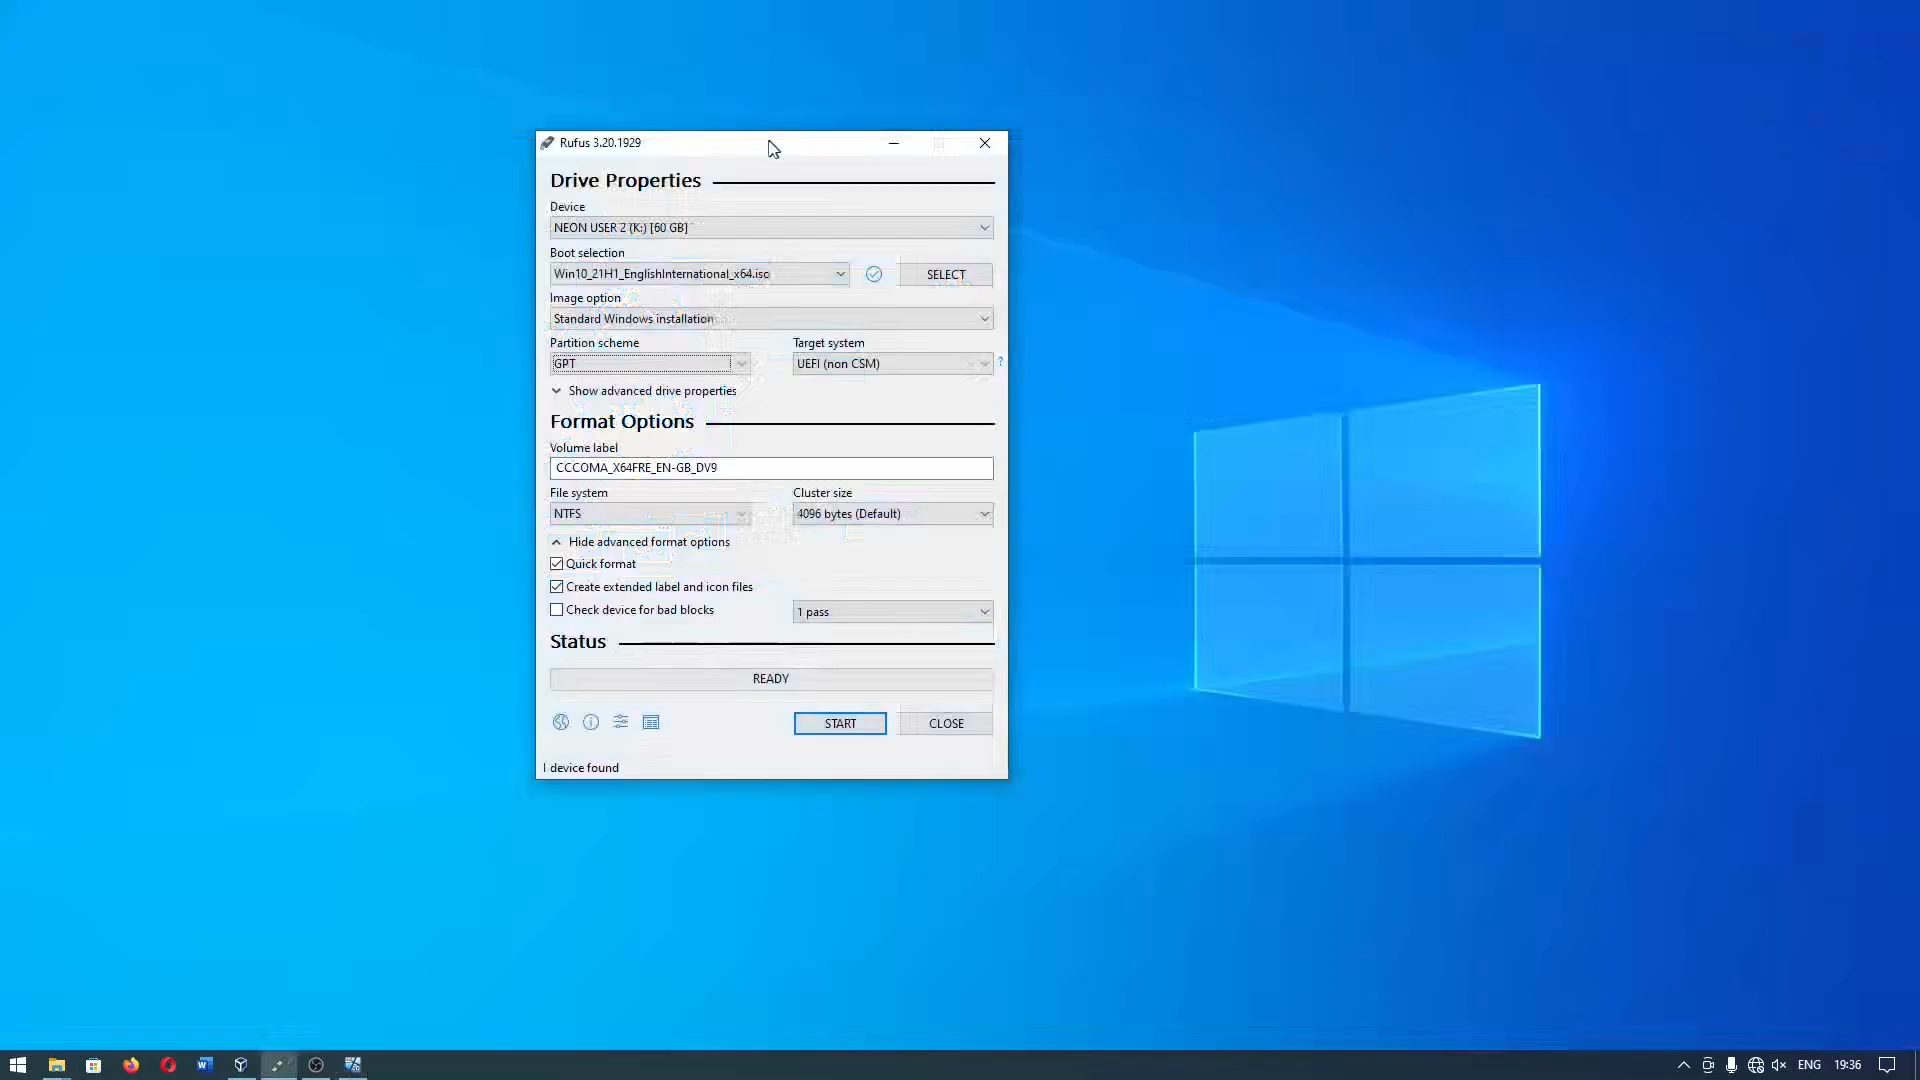 Rufus 3.20.1929
Drive Properties
Device
NEON USER 2 (K:) [60 GB]
Boot selection
Win10_21H1_EnglishInternational_x64.iso
SELECT
Image option
Standard Windows installation
Partition scheme
Target system
GPT
UEFI (non CSM)
?
Show advanced drive properties
Format Options
Volume label
CCCOMA_X64FRE_EN-GB_DV9
File system
Cluster size
NTFS
4096 bytes (Default)
Hide advanced format options
Quick format
Create extended label and icon files
Check device for bad blocks
1 pass
Status
READY
START
CLOSE
1 device found
ENG
19:36